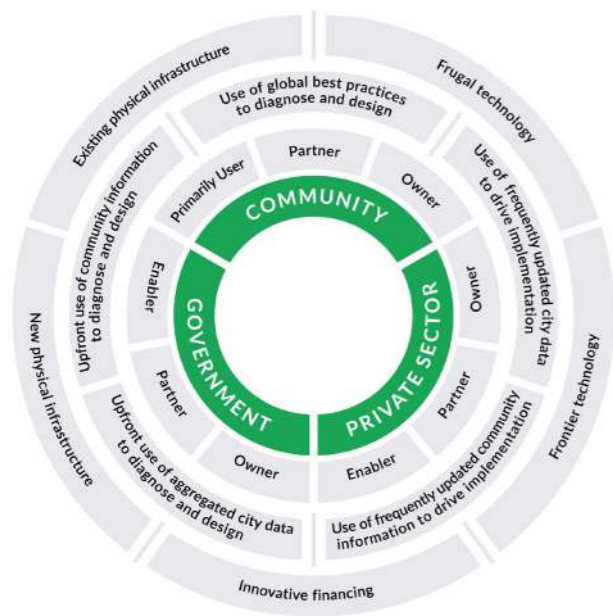 Existing physical infrastructure
Frugal technology
Frontier technology
Innovative financing
New physical infrastructure
Use of global best practices
to diagnose and design
Use of frequently updated city data
to drive implementation
Use of frequently updated community
information to drive implementation
Upfront use of aggregated city data
to diagnose and design
Upfront use of community information
to diagnose and design
Primarily User
Partner
Owner
Owner
Partner
Enabler
Owner
Partner
Enabler
COMMUNITY
PRIVATE SECTOR
GOVERNMENT